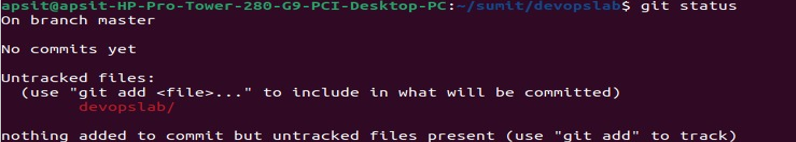 apsit@apsit-HP-Pro-Tower-280-G9-PCI-Desktop-PC:~/sumit/devopslab$ git status
On branch master
No commits yet
Untracked files:
(use "git add <file>..." to include in what will be committed)
devopslab/
nothing added to commit but untracked files present (use "git add" to track)